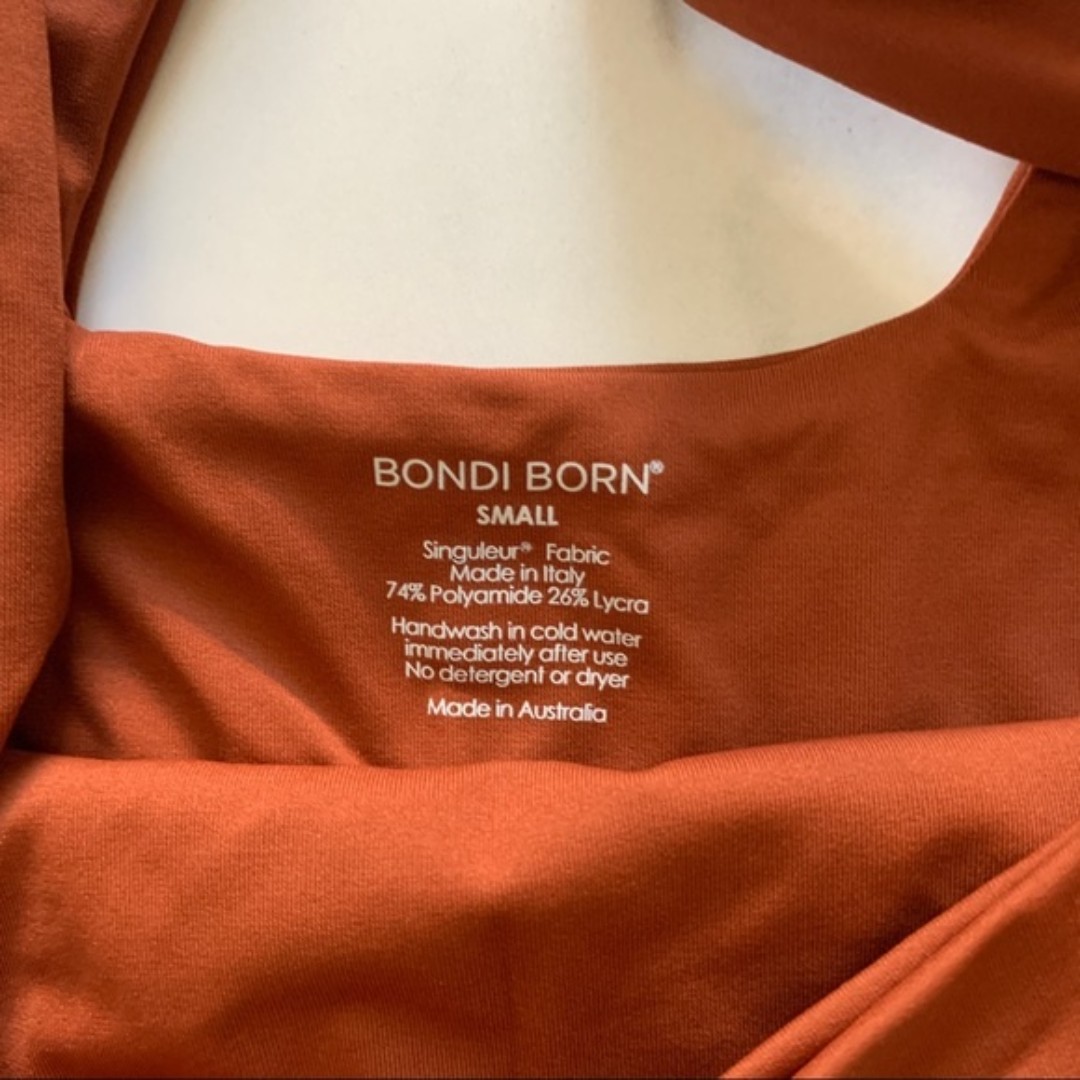 BONDI BORN®
SMALL
Singuleur® Fabric
Made in Italy
74% Polyamide 26% Lycra
Handwash in cold water
immediately after use
No detergent or dryer
Made in Australia